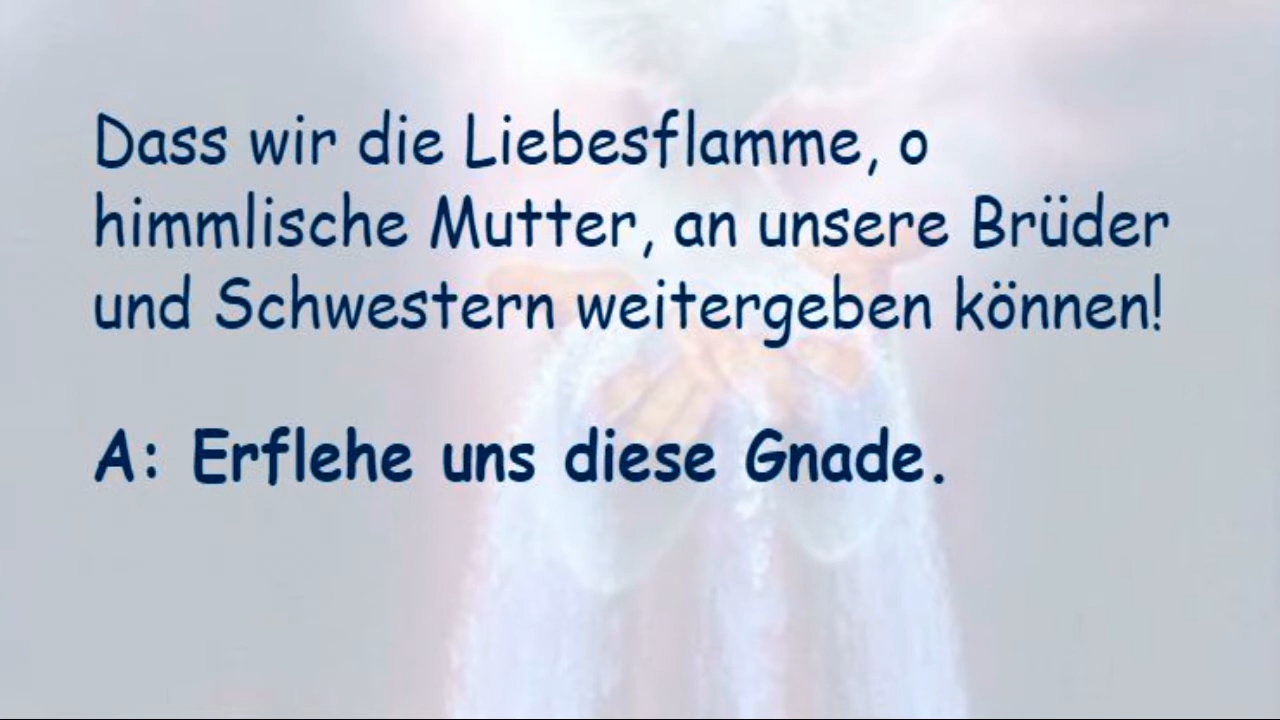 Dass wir die Liebesflamme, o
himmlische Mutter, an unsere Brüder
und Schwestern weitergeben können!
A: Erflehe uns diese Gnade.